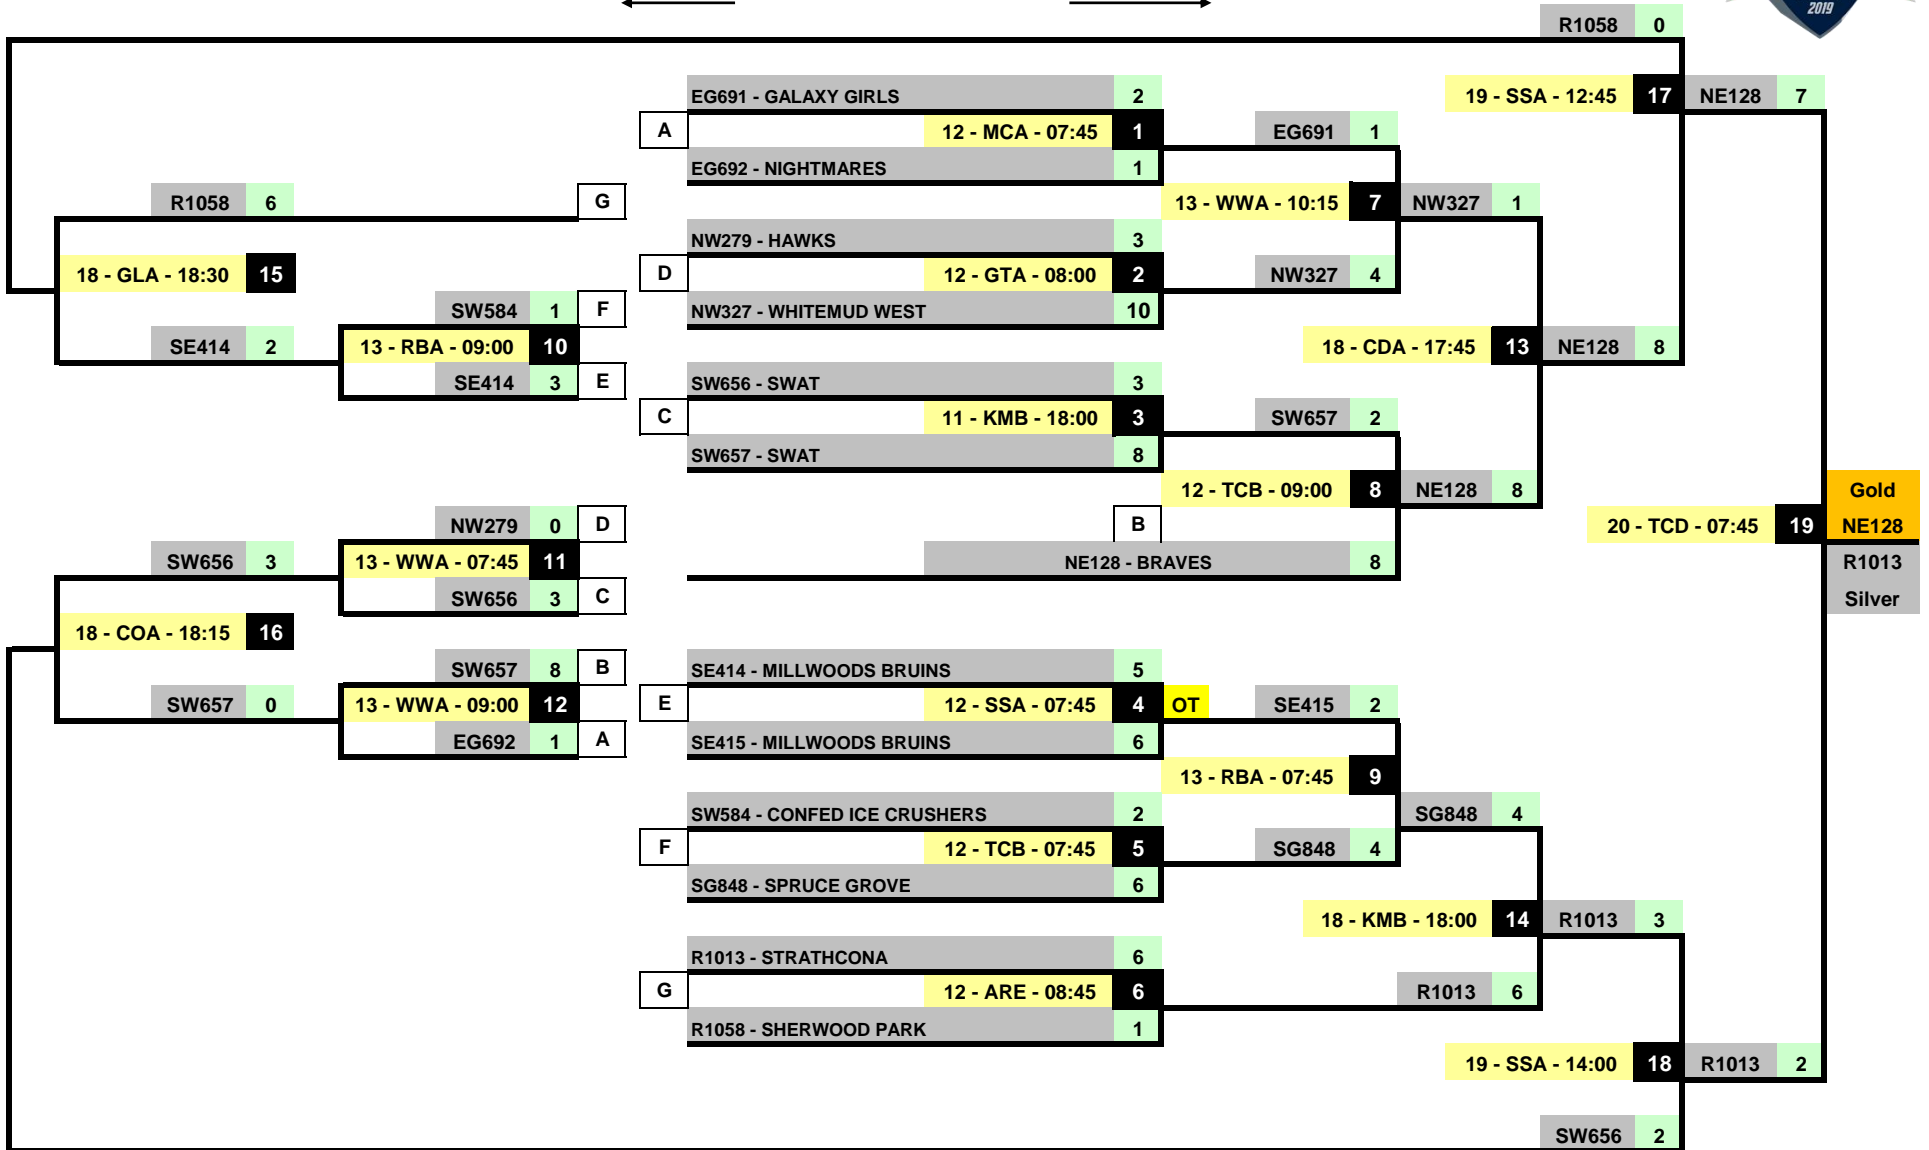 2019
R1058 0
EG691 - GALAXY GIRLS 2
19 - SSA - 12:45 17 NE128 7
A 12 - MCA - 07:45 1 EG691 1
EG692 - NIGHTMARES 1
R1058 6 G 13 - WWA - 10:15 7 NW327 1
NW279 - HAWKS 3
18 - GLA - 18:30 15 D 12 - GTA - 08:00 2 NW327 4
SW584 1 F NW327 - WHITEMUD WEST 10
SE414 2 13 - RBA - 09:00 10 18 - CDA - 17:45 13 NE128 8
SE414 3 E SW656 - SWAT 3
C 11 - KMB - 18:00 3 SW657 2
SW657 - SWAT 8
12 - TCB - 09:00 8 NE128 8 Gold
NW279 0 D B 20 - TCD - 07:45 19 NE128
SW656 3 13 - WWA - 07:45 11 NE128 - BRAVES 8 R1013
SW656 3 C Silver
18 - COA - 18:15 16
SW657 8 B SE414 - MILLWOODS BRUINS 5
SW657 0 13 - WWA - 09:00 12 E 12 - SSA - 07:45 4 OT SE415 2
EG692 1 A SE415 - MILLWOODS BRUINS 6
13 - RBA - 07:45 9
SW584 - CONFED ICE CRUSHERS 2 SG848 4
F 12 - TCB - 07:45 5 SG848 4
SG848 - SPRUCE GROVE 6
18 - KMB - 18:00 14 R1013 3
R1013 - STRATHCONA 6
G 12 - ARE - 08:45 6 R1013 6
R1058 - SHERWOOD PARK 1
19 - SSA - 14:00 18 R1013 2
SW656 2